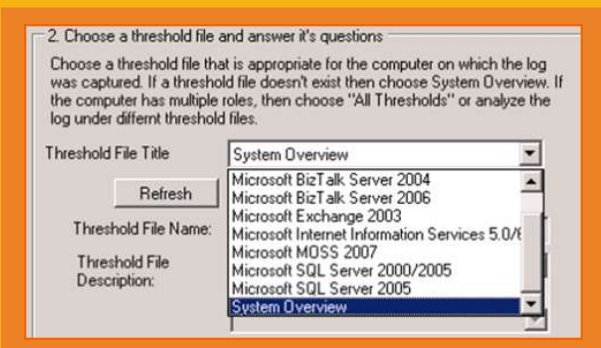 2. Choose a threshold file and answer it's questions
Choose a threshold file that is appropriate for the computer on which the log
was captured. If a threshold file doesn't exist then choose System Overview. If
the computer has multiple roles, then choose "All Thresholds" or analyze the
log under differnt threshold files.
Threshold File Title
System Overview
Refresh
Microsoft BizTalk Server 2004
Microsoft BizTalk Server 2006
Microsoft Exchange 2003
Threshold File Name:
Microsoft Internet Information Services 5.0/6
Microsoft MOSS 2007
Threshold File
Description:
Microsoft SQL Server 2000/2005
Microsoft SQL Server 2005
System Overview